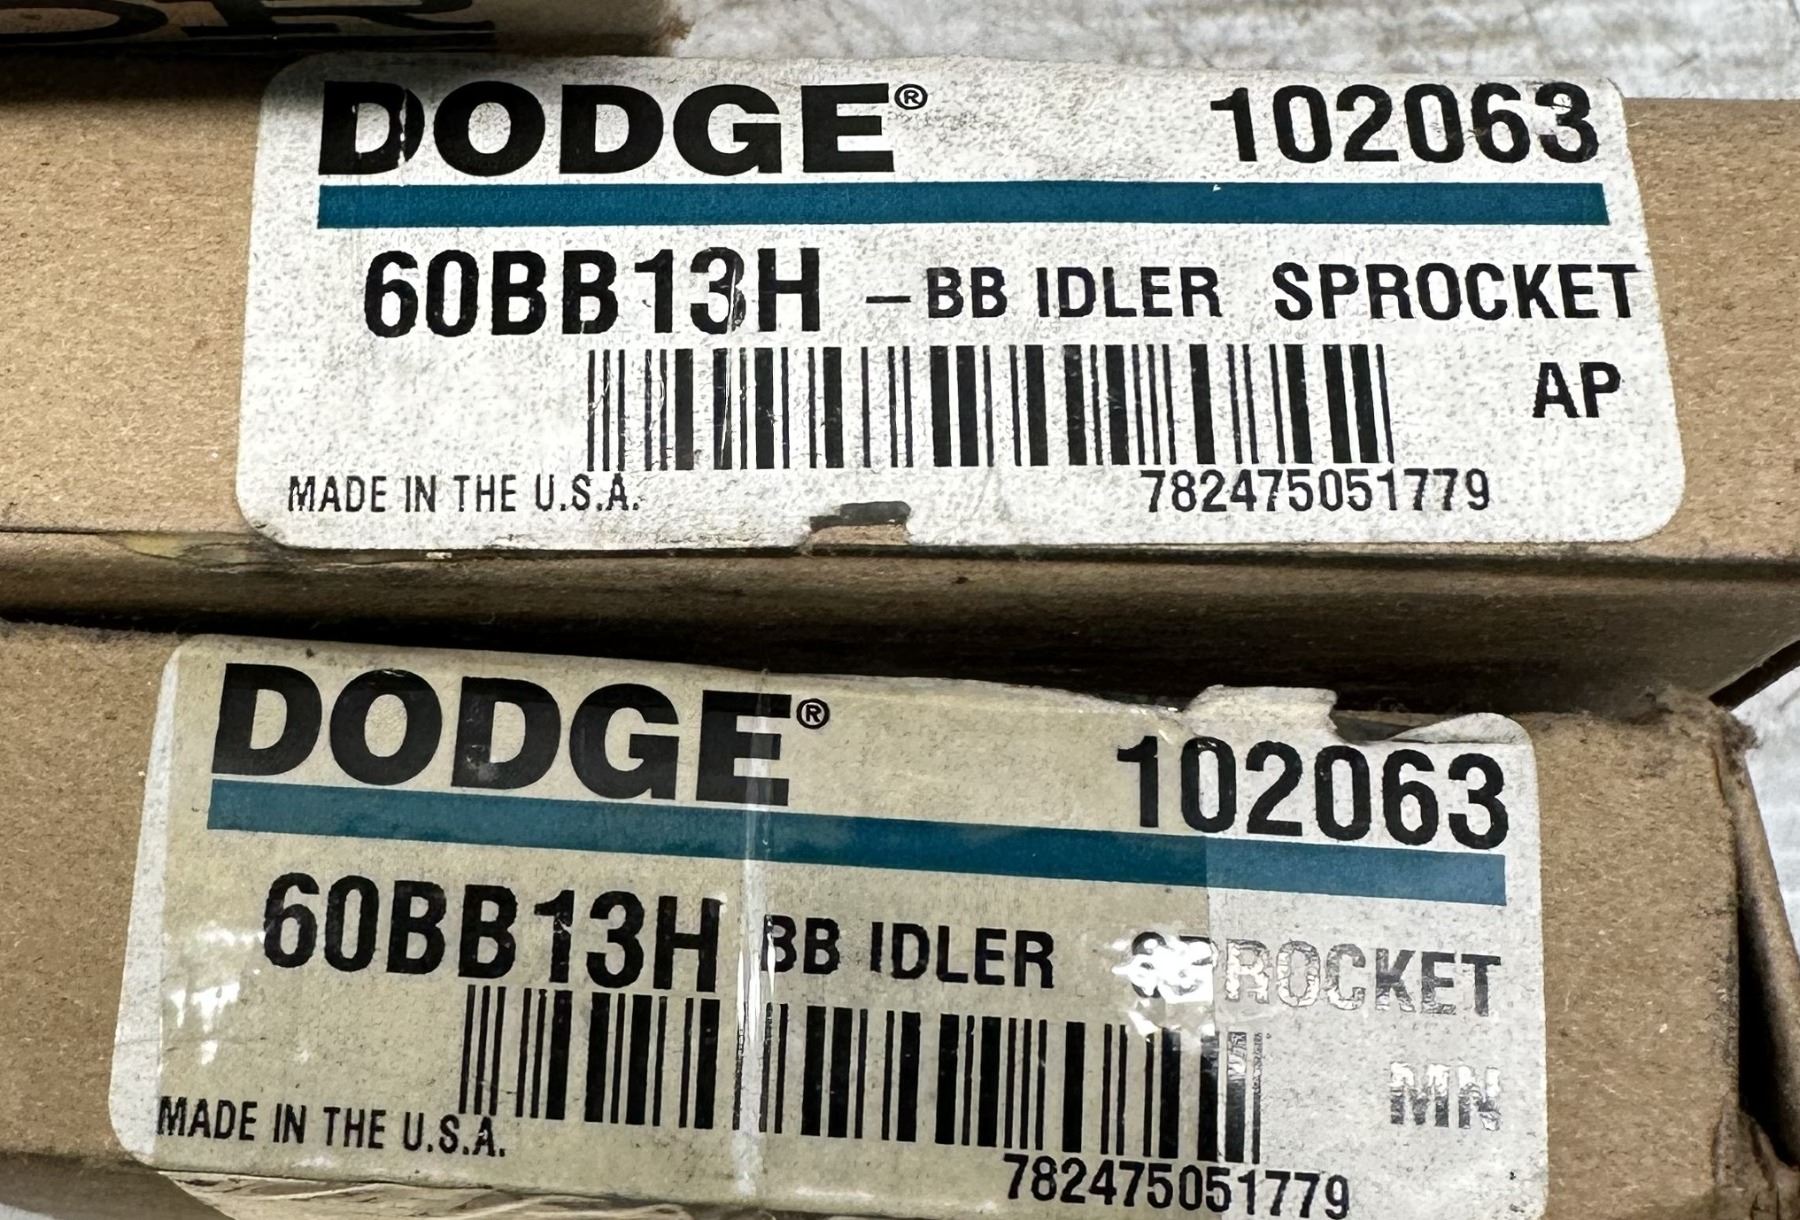 OR
DODGE® 102063
60BB13H – BB IDLER SPROCKET
AP
MADE IN THE U.S.A. 782475051779
DODGE® 102063
60BB13H BB IDLER SPROCKET
MN
MADE IN THE U.S.A. 782475051779